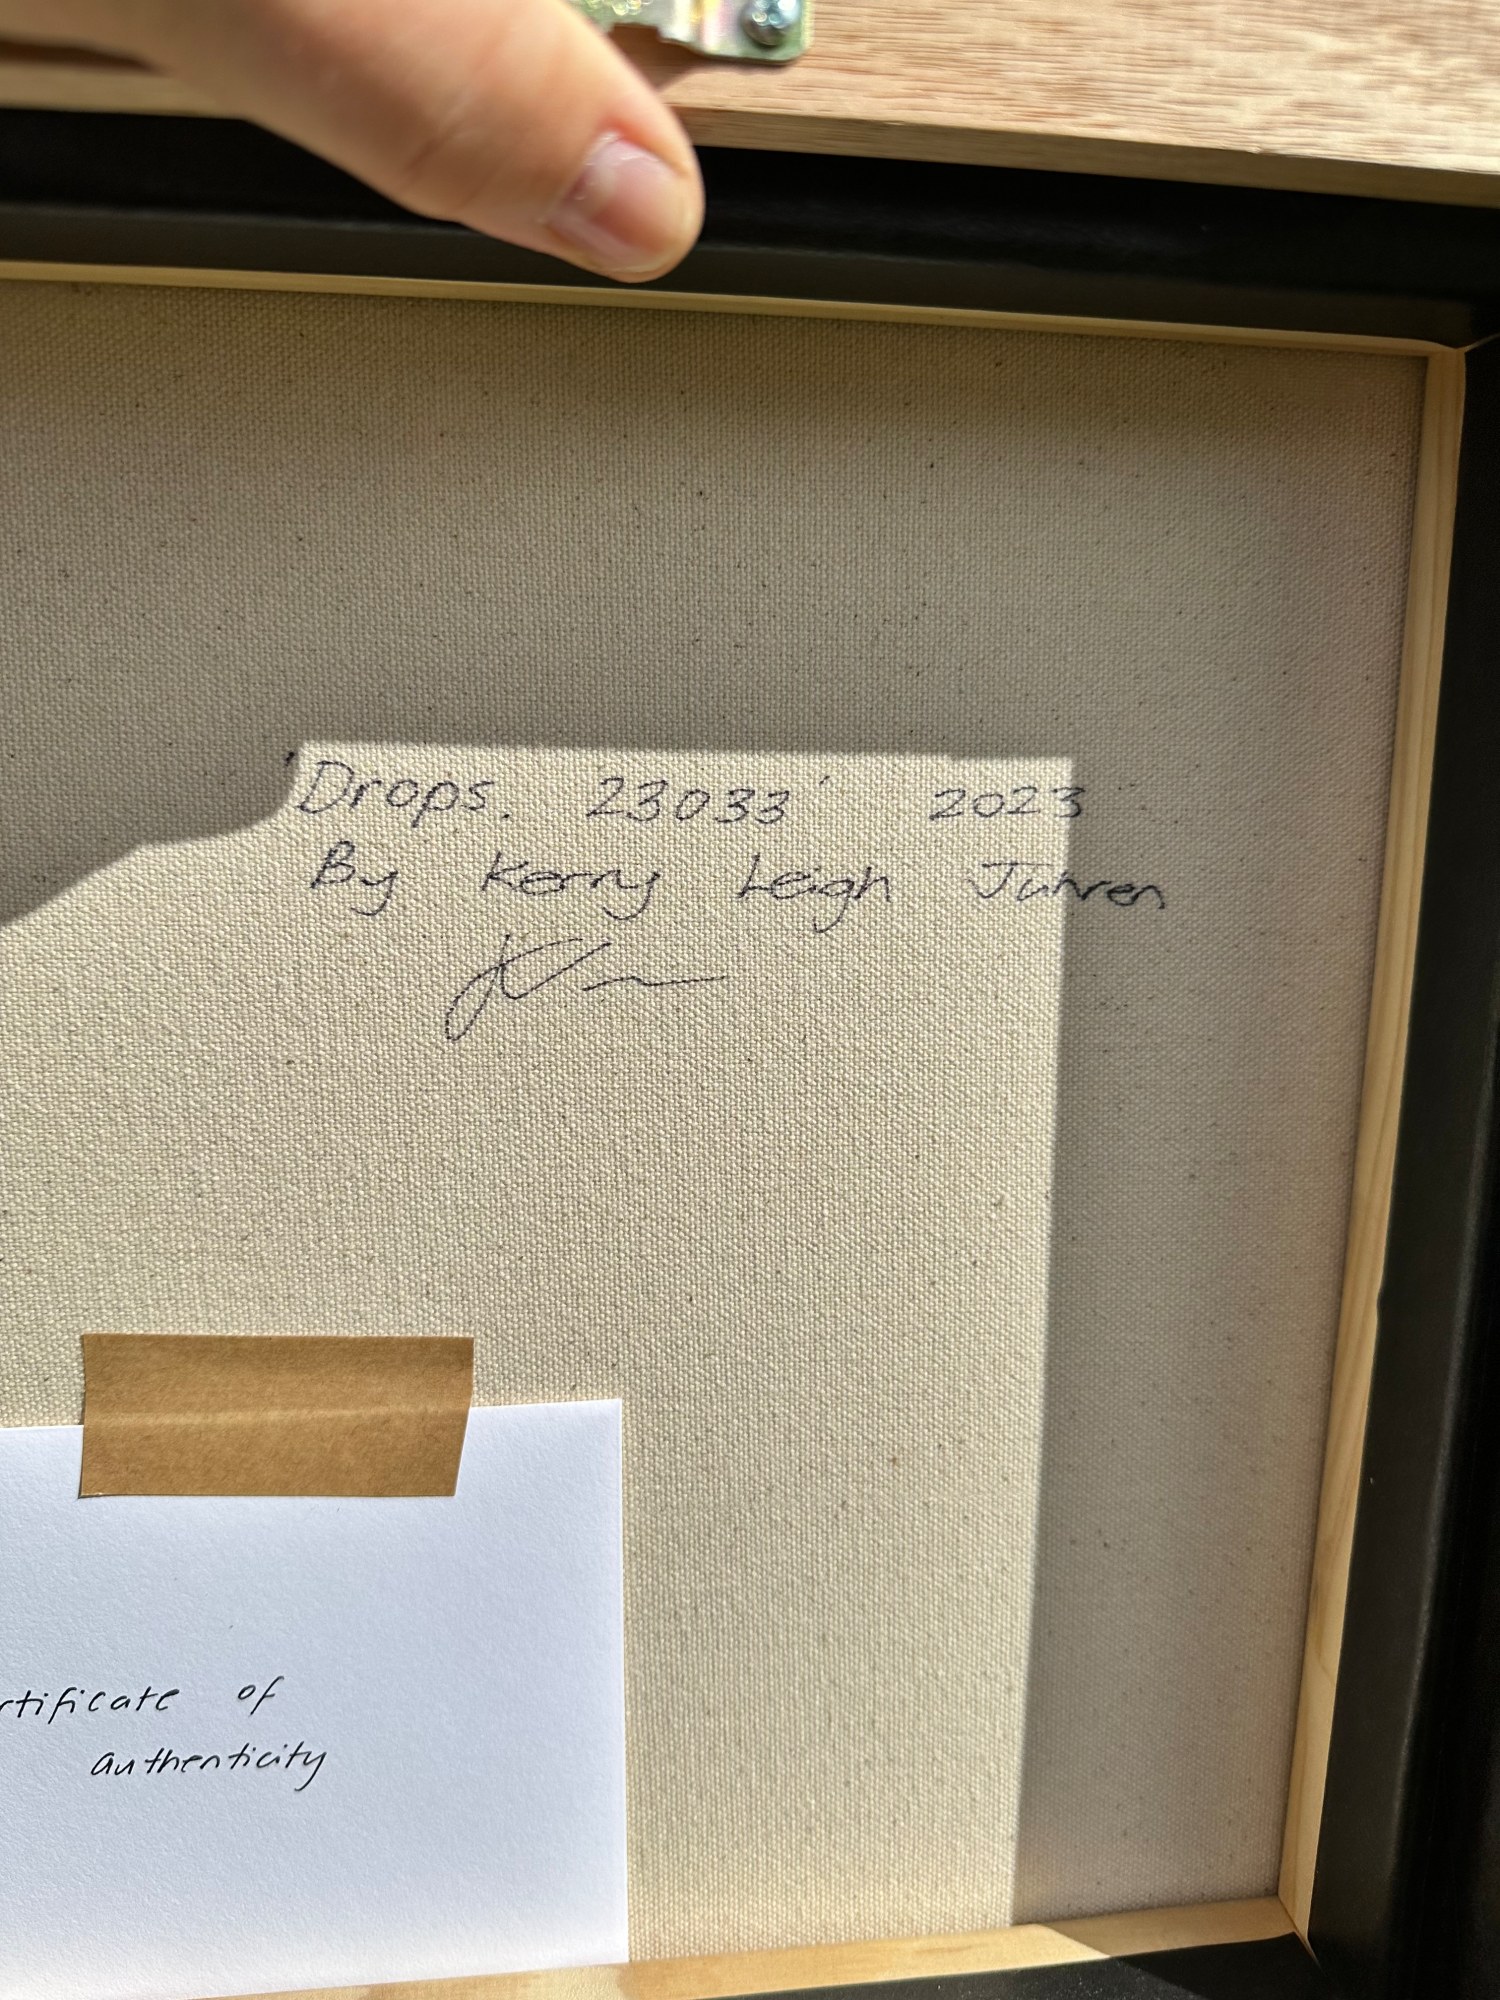 'Drops. 23033' 2023
By Kerry Leigh Juhren
rtificate of
authenticity